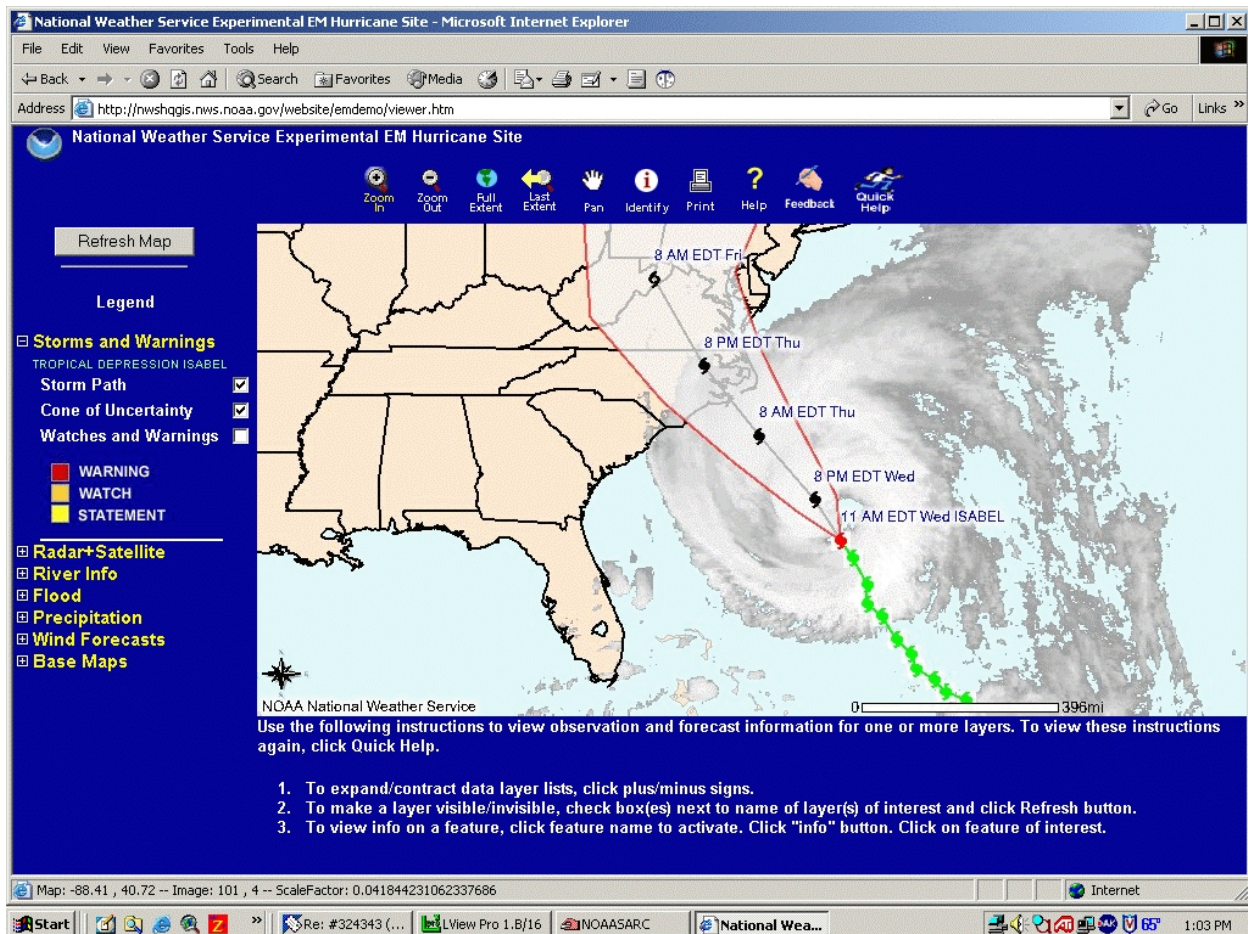 National Weather Service Experimental EM Hurricane Site - Microsoft Internet Explorer
File Edit View Favorites Tools Help
Back Search Favorites Media
Address http://nwshqgis.nws.noaa.gov/website/emdemo/viewer.htm Go Links »
National Weather Service Experimental EM Hurricane Site
Zoom In Zoom Out Full Extent Last Extent Pan Identify Print Help Feedback Quick Help
Refresh Map
Legend
Storms and Warnings
TROPICAL DEPRESSION ISABEL
Storm Path
Cone of Uncertainty
Watches and Warnings
WARNING
WATCH
STATEMENT
Radar+Satellite
River Info
Flood
Precipitation
Wind Forecasts
Base Maps
8 AM EDT Fri
8 PM EDT Thu
8 AM EDT Thu
8 PM EDT Wed
11 AM EDT Wed ISABEL
NOAA National Weather Service
0 396mi
Use the following instructions to view observation and forecast information for one or more layers. To view these instructions
again, click Quick Help.
1. To expand/contract data layer lists, click plus/minus signs.
2. To make a layer visible/invisible, check box(es) next to name of layer(s) of interest and click Refresh button.
3. To view info on a feature, click feature name to activate. Click "info" button. Click on feature of interest.
Map: -88.41 , 40.72 -- Image: 101 , 4 -- ScaleFactor: 0.041844231062337686 Internet
Start » Re: #324343 (... LView Pro 1.B/16 NOAASARC National Wea... 65° 1:03 PM